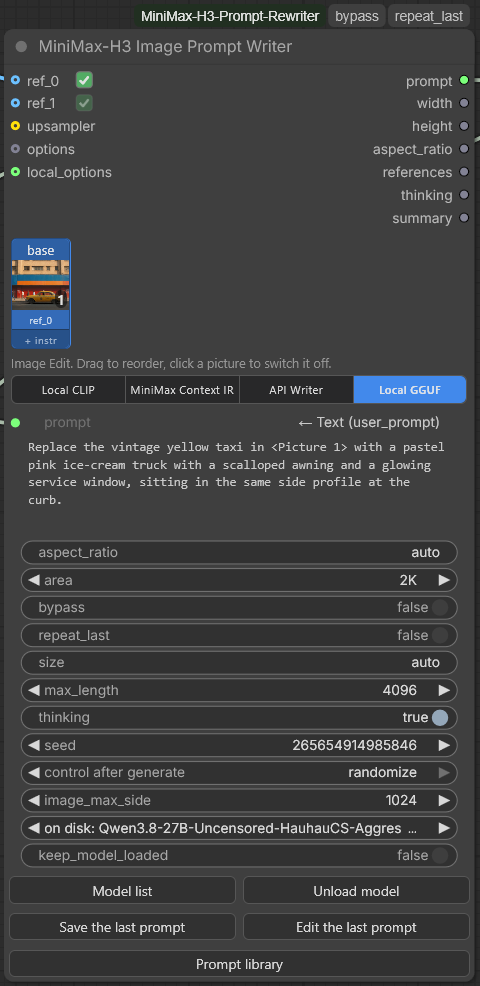 MiniMax-H3-Prompt-Rewriter bypass repeat_last
MiniMax-H3 Image Prompt Writer
ref_0 prompt
ref_1 width
upsampler height
options aspect_ratio
local_options references
thinking
summary
base
1
ref_0
+ instr
Image Edit. Drag to reorder, click a picture to switch it off.
Local CLIP MiniMax Context IR API Writer Local GGUF
prompt ← Text (user_prompt)
Replace the vintage yellow taxi in <Picture 1> with a pastel
pink ice-cream truck with a scalloped awning and a glowing
service window, sitting in the same side profile at the
curb.
aspect_ratio auto
area 2K
bypass false
repeat_last false
size auto
max_length 4096
thinking true
seed 265654914985846
control after generate randomize
image_max_side 1024
on disk: Qwen3.8-27B-Uncensored-HauhauCS-Aggres ...
keep_model_loaded false
Model list Unload model
Save the last prompt Edit the last prompt
Prompt library